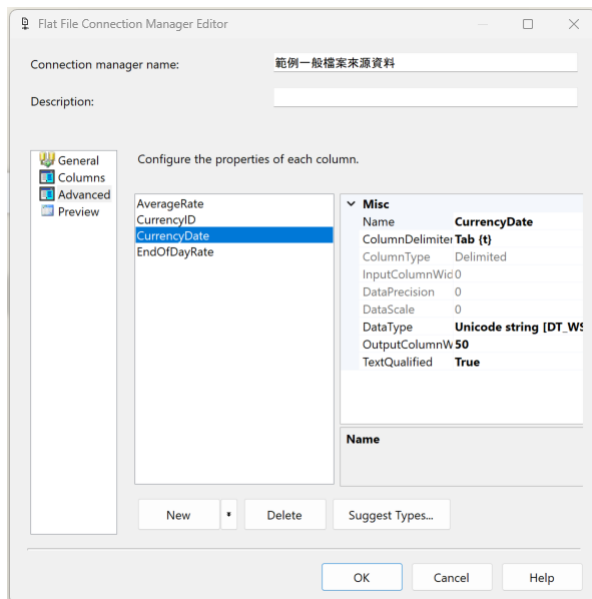 Flat File Connection Manager Editor
Connection manager name: 範例一般檔案來源資料
Description:
General
Columns
Advanced
Preview
Configure the properties of each column.
AverageRate
CurrencyID
CurrencyDate
EndOfDayRate
Misc
Name CurrencyDate
ColumnDelimiter Tab {t}
ColumnType Delimited
InputColumnWid 0
DataPrecision 0
DataScale 0
DataType Unicode string [DT_WS
OutputColumnW 50
TextQualified True
Name
New
Delete
Suggest Types...
OK
Cancel
Help